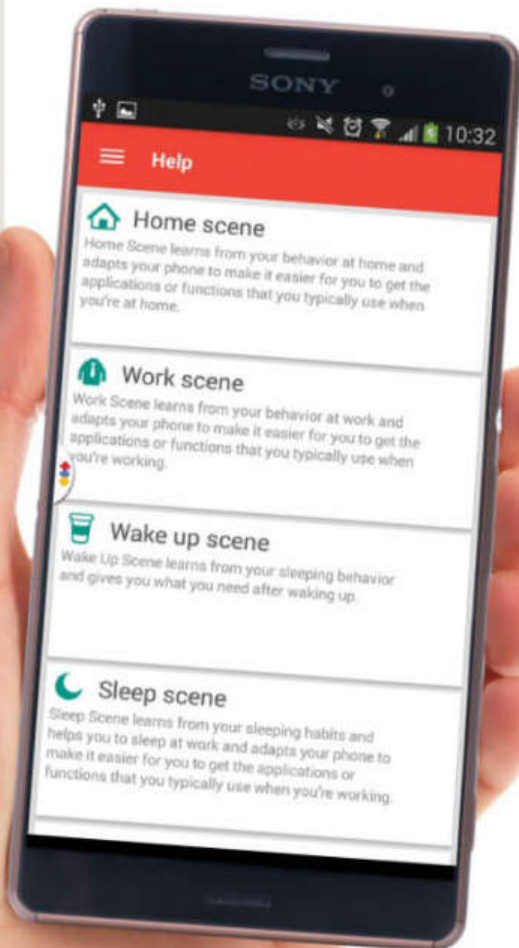 SONY
10:32
Help
Home scene
Home Scene learns from your behavior at home and
adapts your phone to make it easier for you to get the
applications or functions that you typically use when
you're at home.
Work scene
Work Scene learns from your behavior at work and
adapts your phone to make it easier for you to get the
applications or functions that you typically use when
you're working.
Wake up scene
Wake Up Scene learns from your sleeping behavior
and gives you what you need after waking up.
Sleep scene
Sleep Scene learns from your sleeping habits and
helps you to sleep at work and adapts your phone to
make it easier for you to get the applications or
functions that you typically use when you're working.